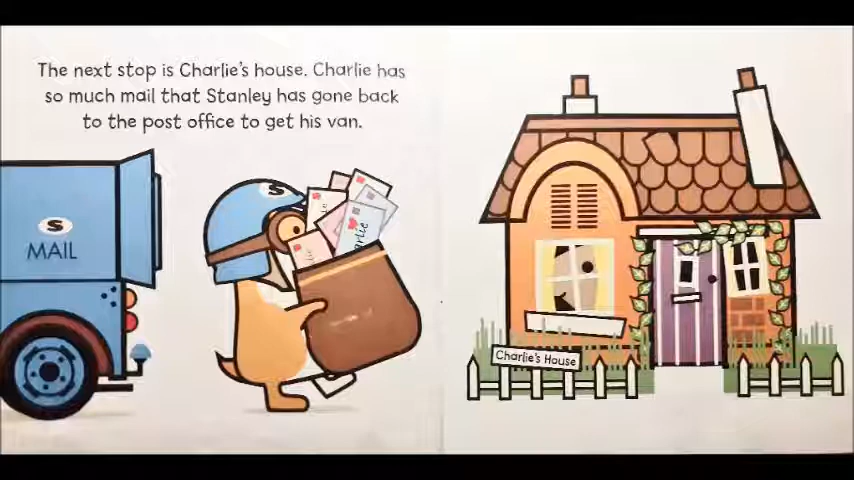 The next stop is Charlie's house. Charlie has
so much mail that Stanley has gone back
to the post office to get his van.
S
MAIL
S
arlie
Charlie's House